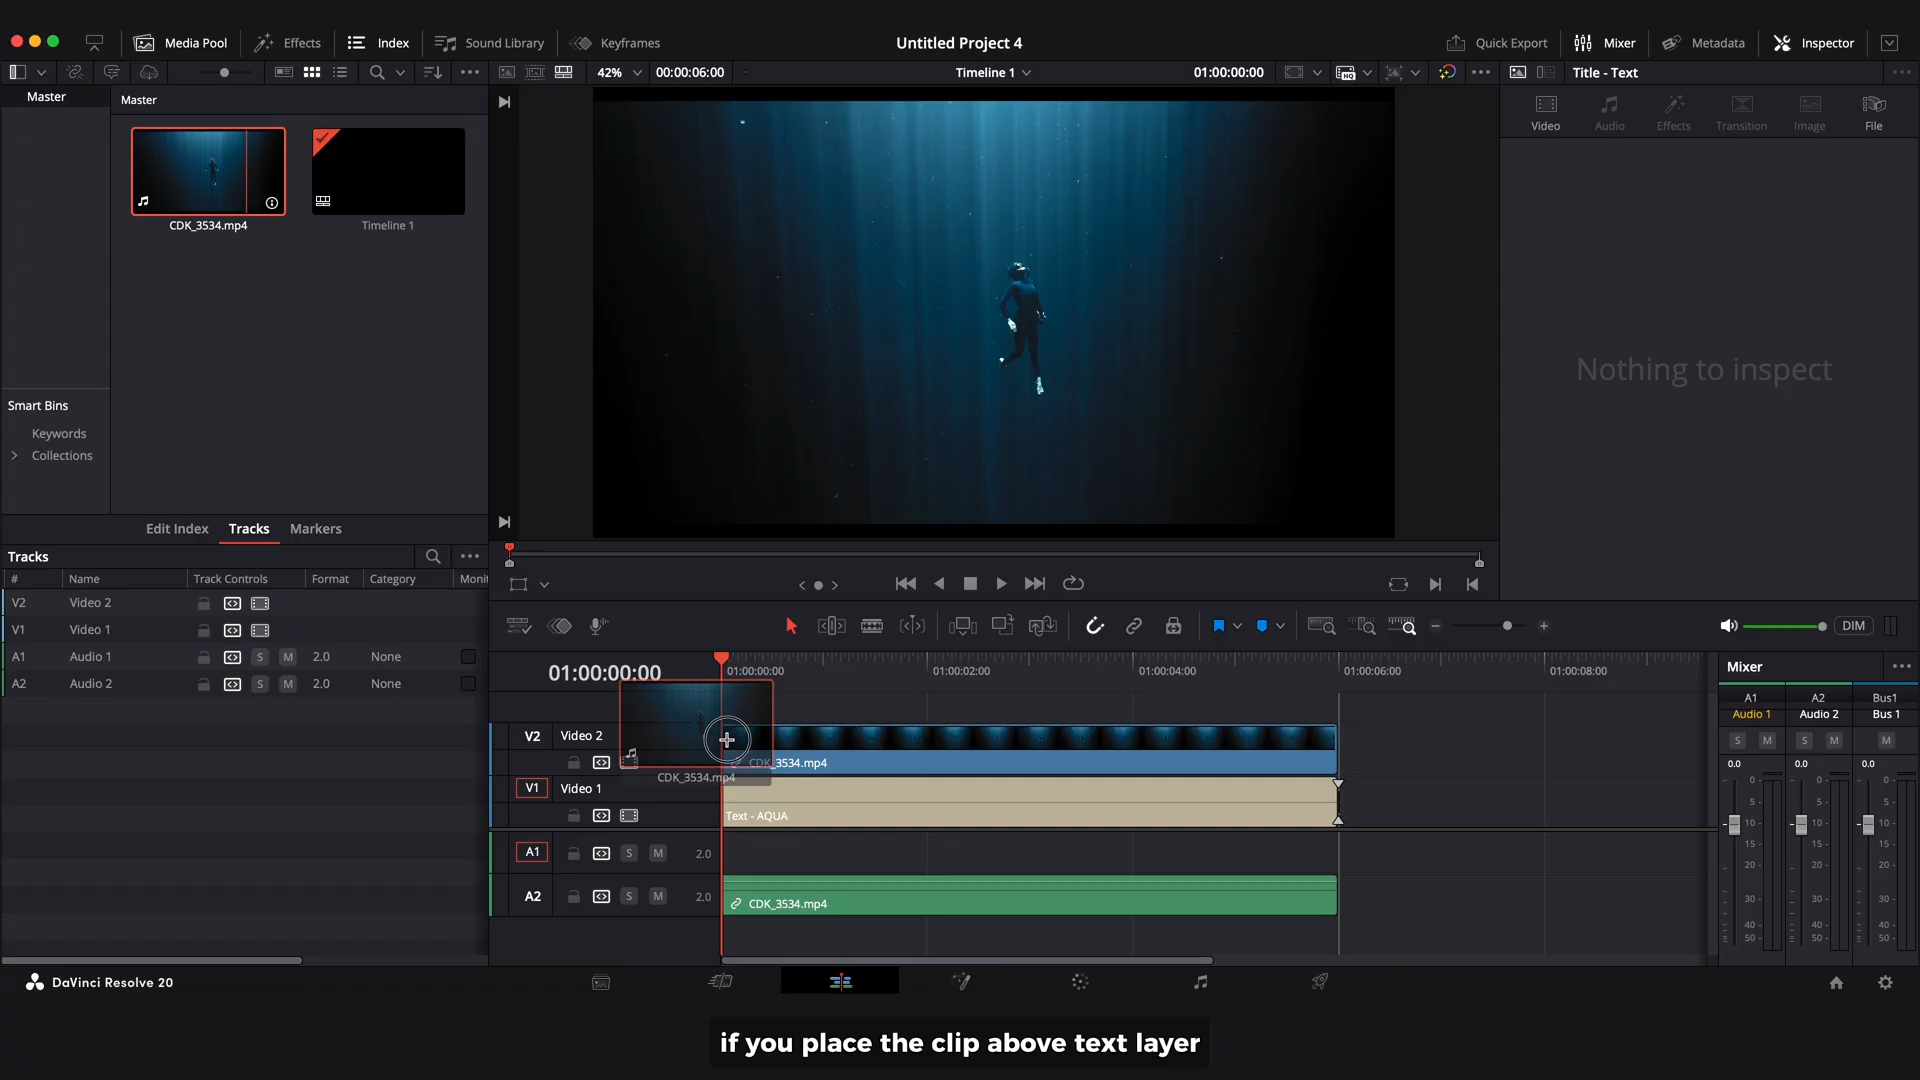 Media Pool
Effects
Index
Sound Library
Keyframes
Untitled Project 4
Quick Export
Mixer
Metadata
Inspector
42%
00:00:06:00
Timeline 1
01:00:00:00
Title - Text
Master
Master
Video
Audio
Effects
Transition
Image
File
CDK_3534.mp4
Timeline 1
Nothing to inspect
Smart Bins
Keywords
Collections
Edit Index
Tracks
Markers
Tracks
# Name Track Controls Format Category Monit
V2 Video 2
V1 Video 1
A1 Audio 1 S M 2.0 None
A2 Audio 2 S M 2.0 None
DIM
01:00:00:00
01:00:00:00
01:00:02:00
01:00:04:00
01:00:06:00
01:00:08:00
Mixer
A1 A2 Bus1
Audio 1 Audio 2 Bus 1
S M S M M
0.0 0.0 0.0
0 0 0
5 5 5
10 10 10
15 15 15
20 20 20
30 30 30
40 40 40
50 50 50
V2 Video 2
CDK_3534.mp4
CDK_3534.mp4
V1 Video 1
Text - AQUA
A1 S M 2.0
A2 S M 2.0
CDK_3534.mp4
DaVinci Resolve 20
if you place the clip above text layer